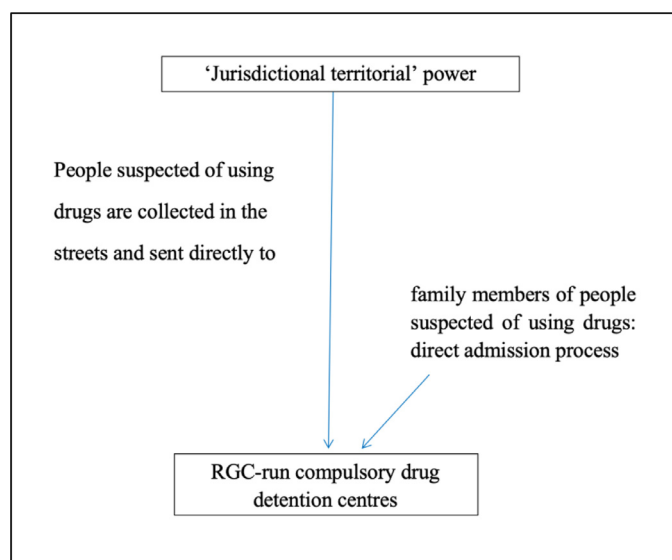 ‘Jurisdictional territorial’ power
People suspected of using
drugs are collected in the
streets and sent directly to
family members of people
suspected of using drugs:
direct admission process
RGC-run compulsory drug
detention centres